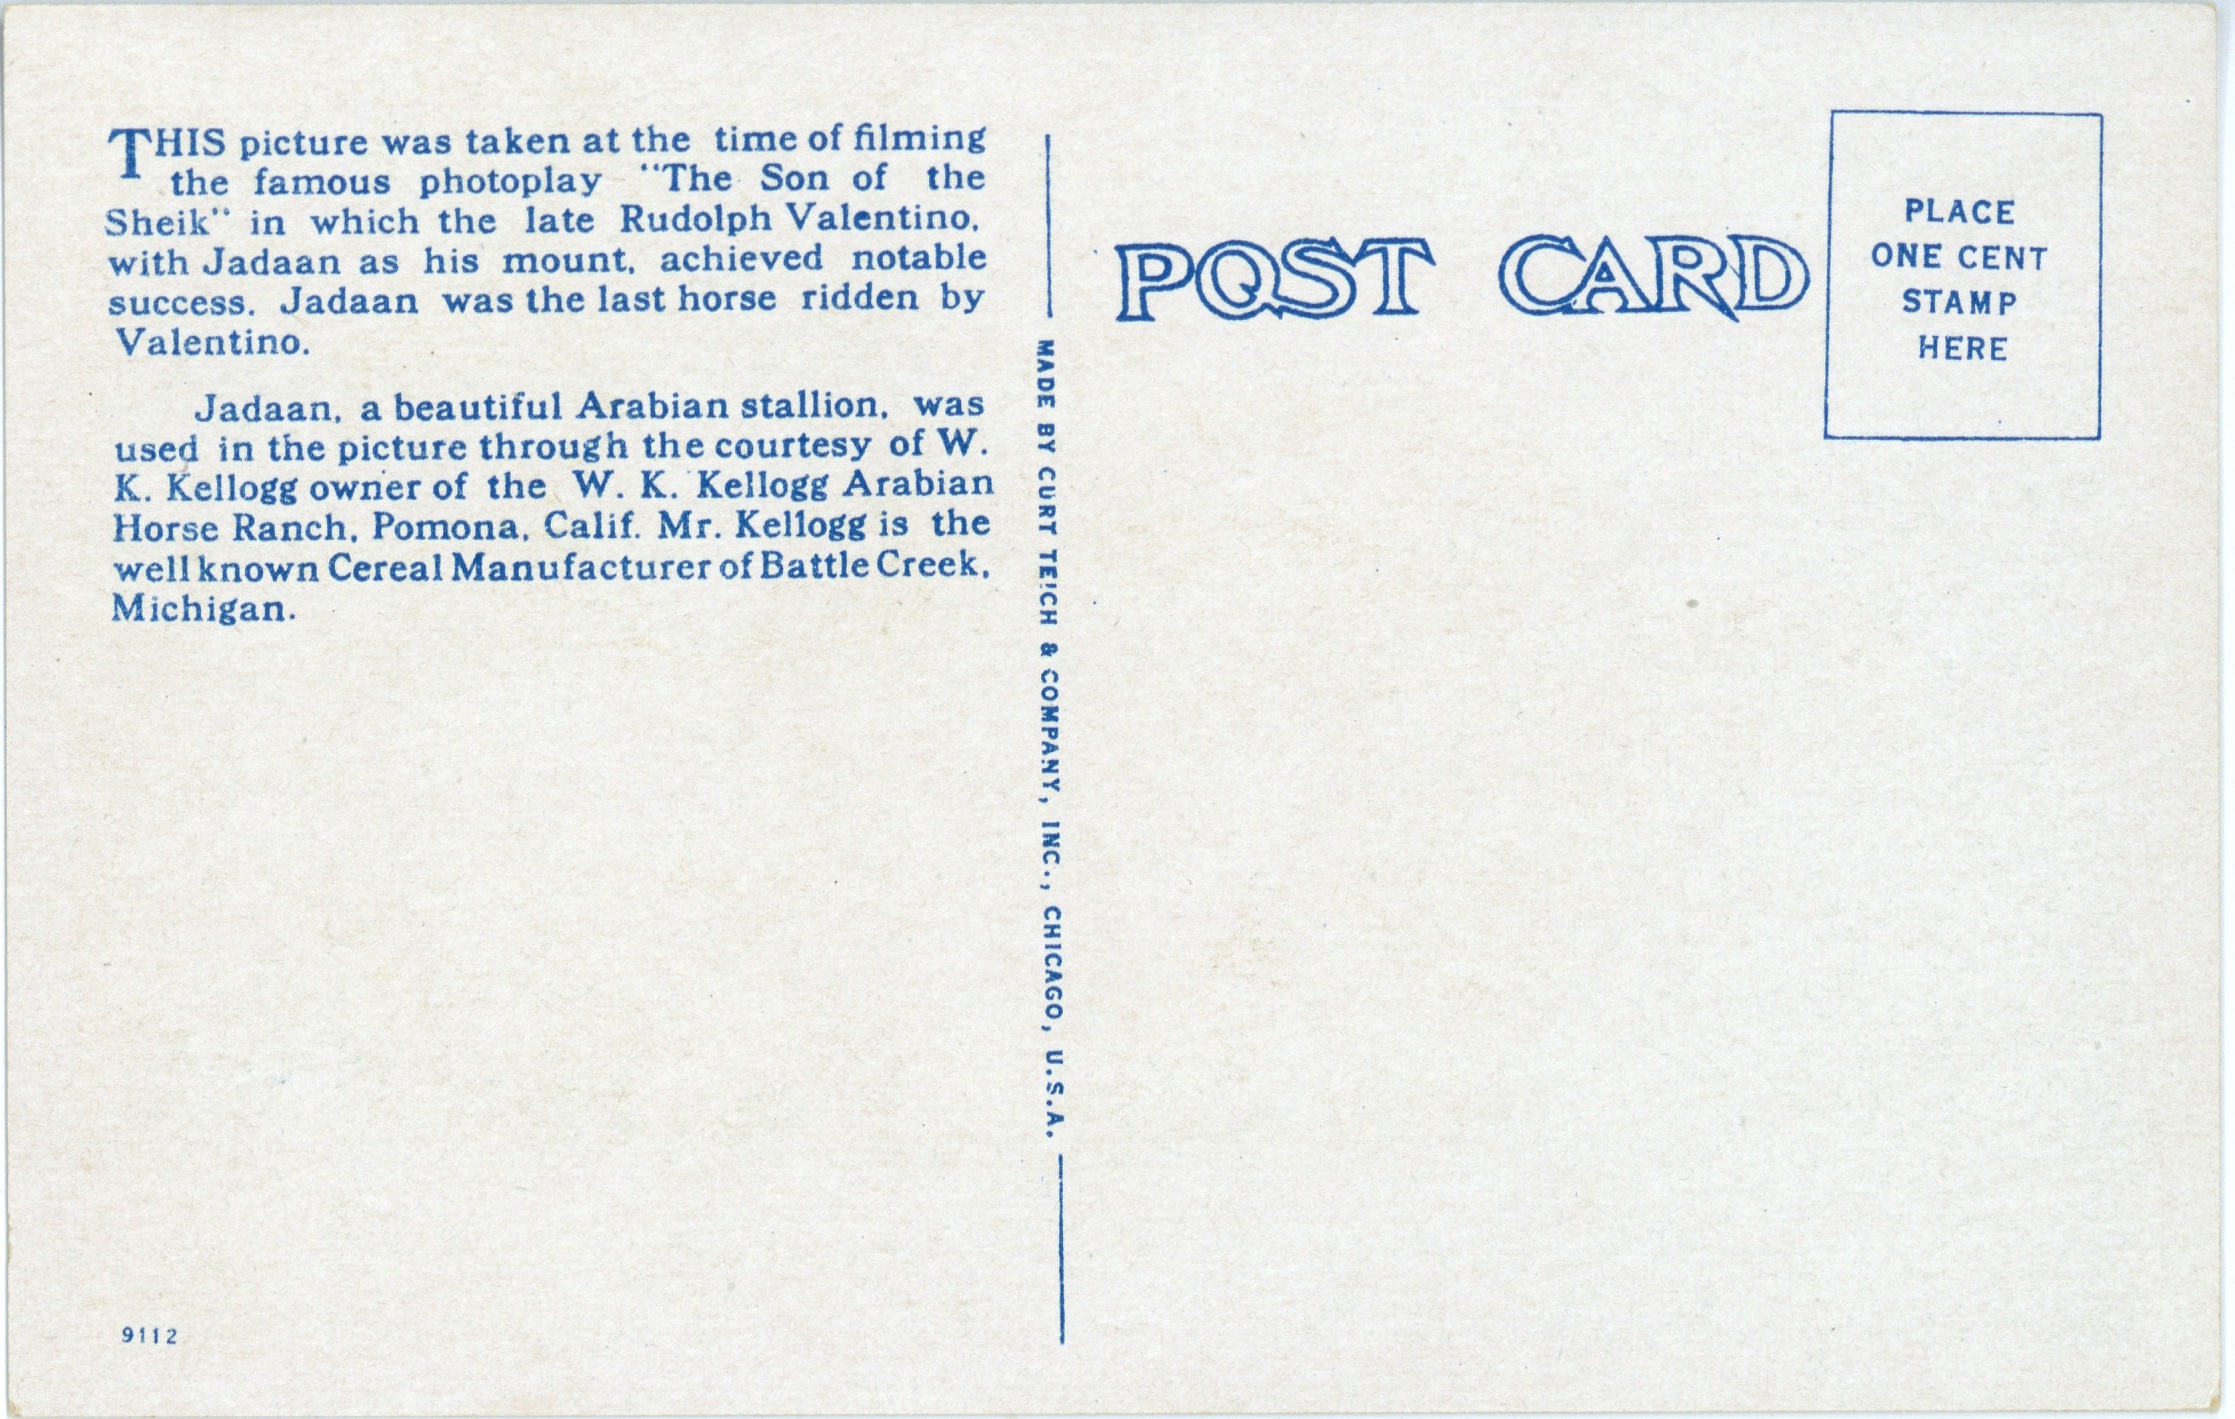 THIS picture was taken at the time of filming
the famous photoplay "The Son of the
Sheik" in which the late Rudolph Valentino,
with Jadaan as his mount, achieved notable
success. Jadaan was the last horse ridden by
Valentino.
Jadaan, a beautiful Arabian stallion, was
used in the picture through the courtesy of W.
K. Kellogg owner of the W. K. Kellogg Arabian
Horse Ranch, Pomona, Calif. Mr. Kellogg is the
well known Cereal Manufacturer of Battle Creek,
Michigan.
9112
MADE BY CURT TEICH & COMPANY, INC., CHICAGO, U.S.A.
POST CARD
PLACE
ONE CENT
STAMP
HERE